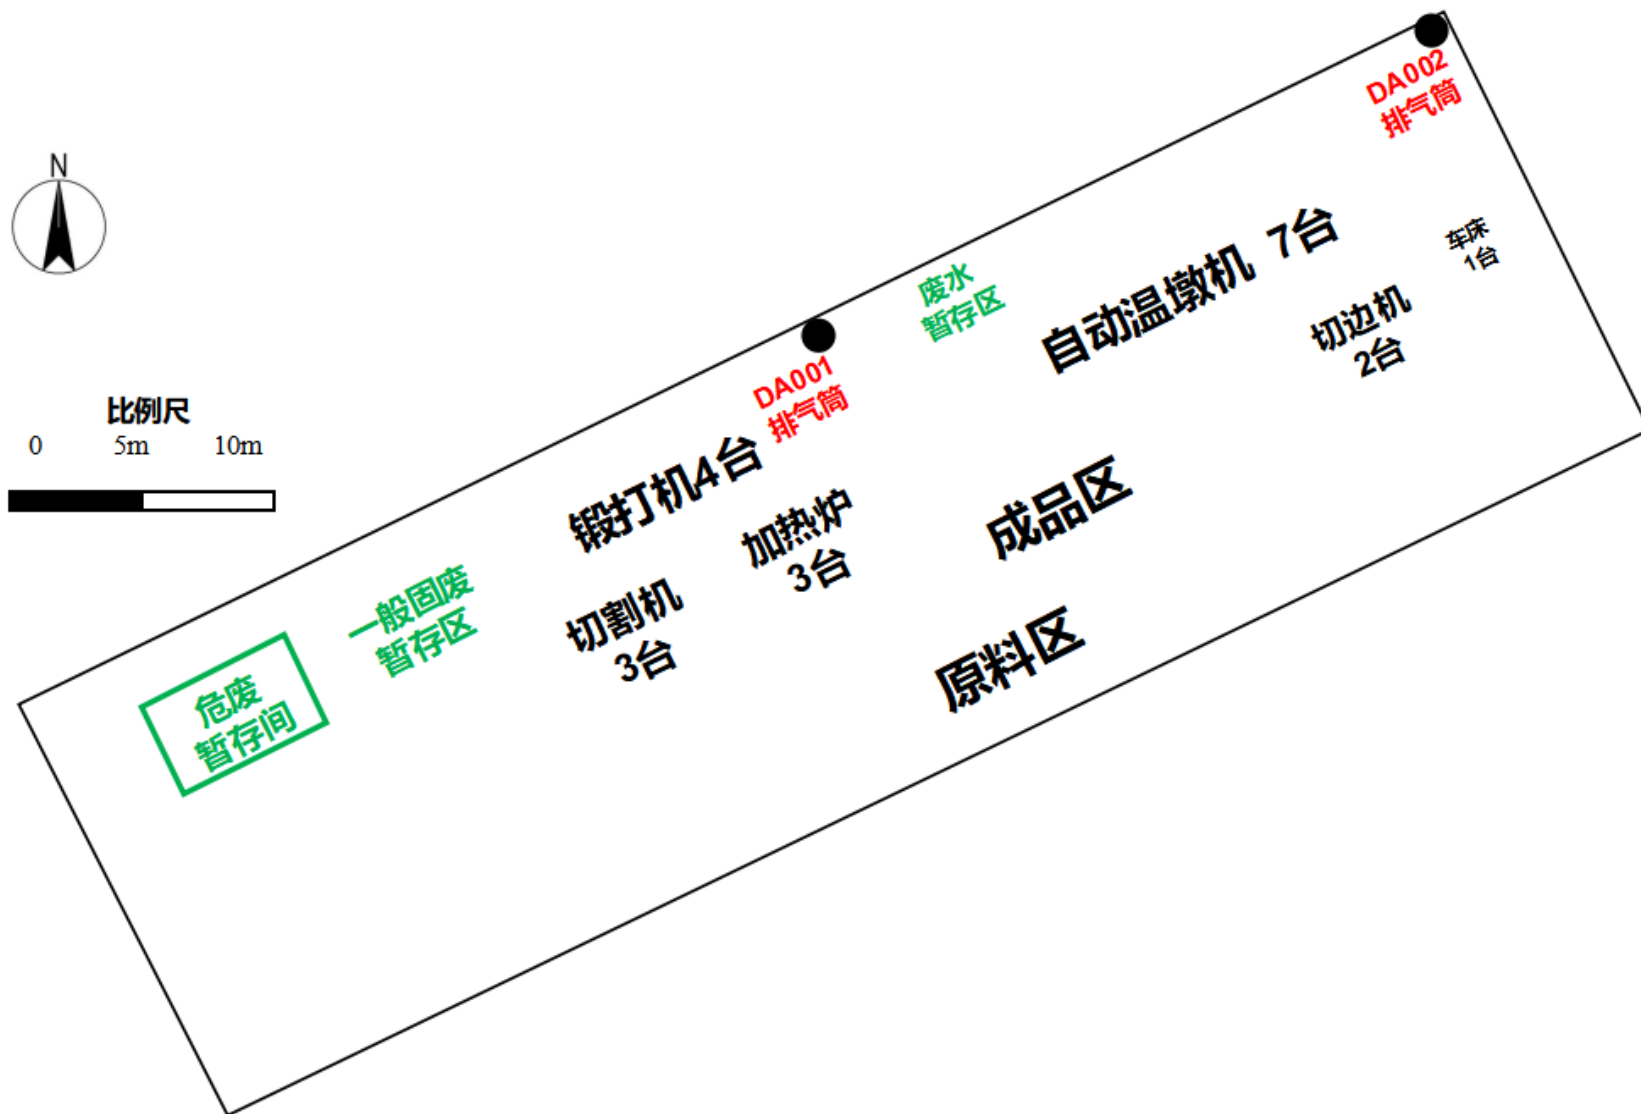 N
比例尺
0 5m 10m
DA002
排气筒
车床
1台
自动温墩机 7台
切边机
2台
废水
暂存区
DA001
排气筒
锻打机4台
加热炉
3台
成品区
切割机
3台
原料区
一般固废
暂存区
危废
暂存间